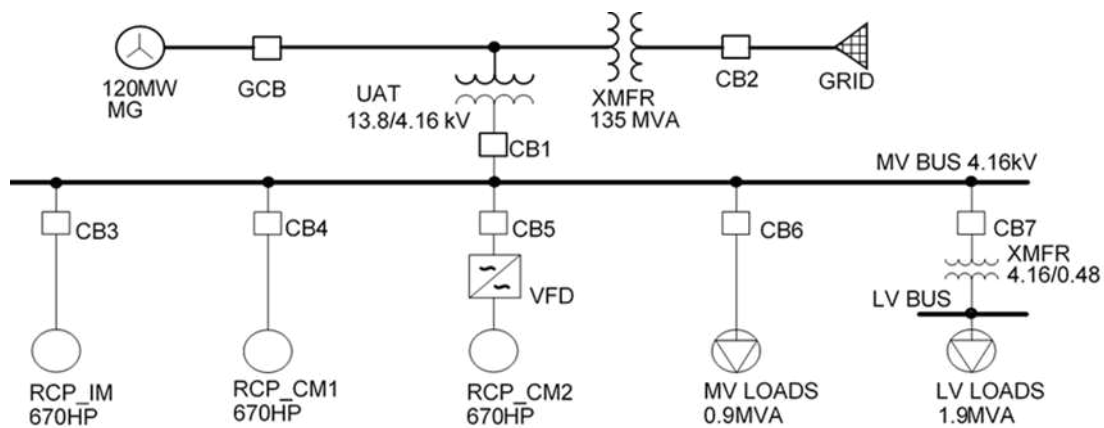 120MW
MG
GCB
UAT
13.8/4.16 kV
XMFR
135 MVA
CB2
GRID
CB1
MV BUS 4.16kV
CB3
CB4
CB5
CB6
CB7
VFD
XMFR
4.16/0.48
LV BUS
RCP_IM
670HP
RCP_CM1
670HP
RCP_CM2
670HP
MV LOADS
0.9MVA
LV LOADS
1.9MVA